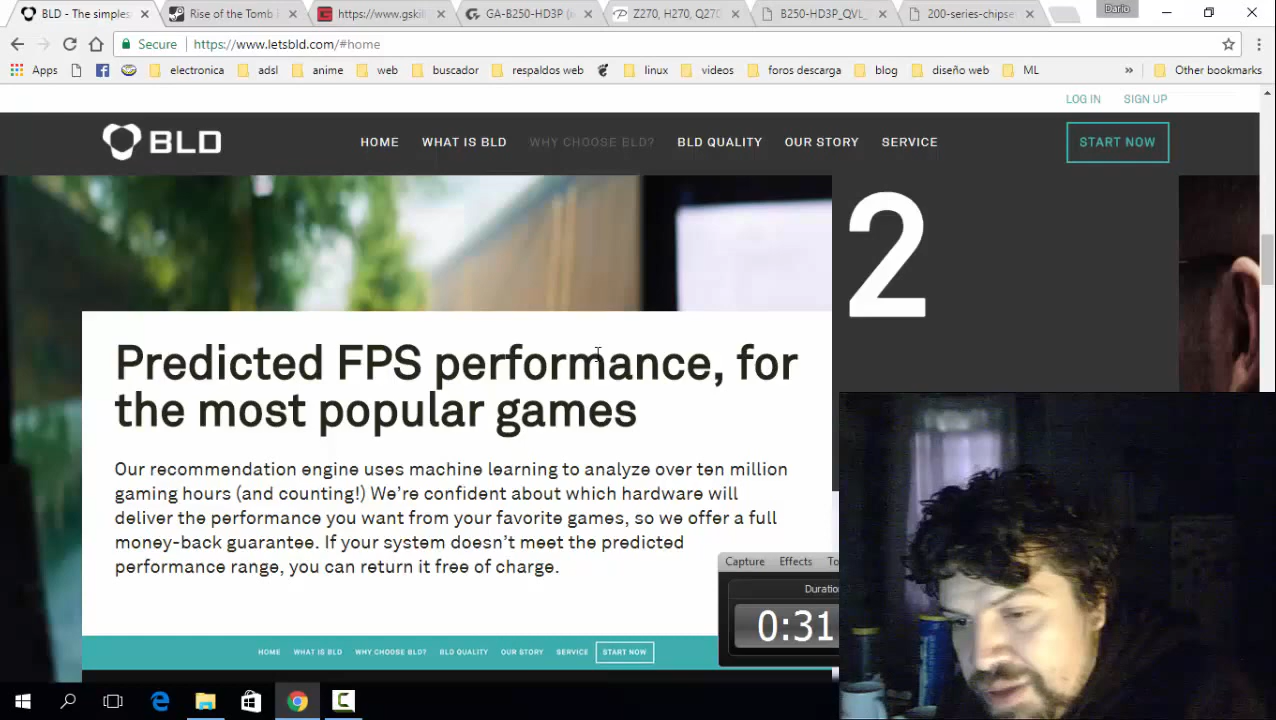 BLD - The simples
Rise of the Tomb
https://www.gskil
GA-B250-HD3P (
Z270, H270, Q270
B250-HD3P_QVL_
200-series-chipse
Dario
Secure
https://www.letsbld.com/#home
Apps
electronica
adsl
anime
web
buscador
respaldos web
linux
videos
foros descarga
blog
diseño web
ML
»
Other bookmarks
LOG IN
SIGN UP
BLD
HOME
WHAT IS BLD
WHY CHOOSE BLD?
BLD QUALITY
OUR STORY
SERVICE
START NOW
2
Predicted FPS performance, for
the most popular games
Our recommendation engine uses machine learning to analyze over ten million
gaming hours (and counting!) We're confident about which hardware will
deliver the performance you want from your favorite games, so we offer a full
money-back guarantee. If your system doesn't meet the predicted
performance range, you can return it free of charge.
Capture
Effects
To
Duratio
0:31
HOME
WHAT IS BLD
WHY CHOOSE BLD?
BLD QUALITY
OUR STORY
SERVICE
START NOW